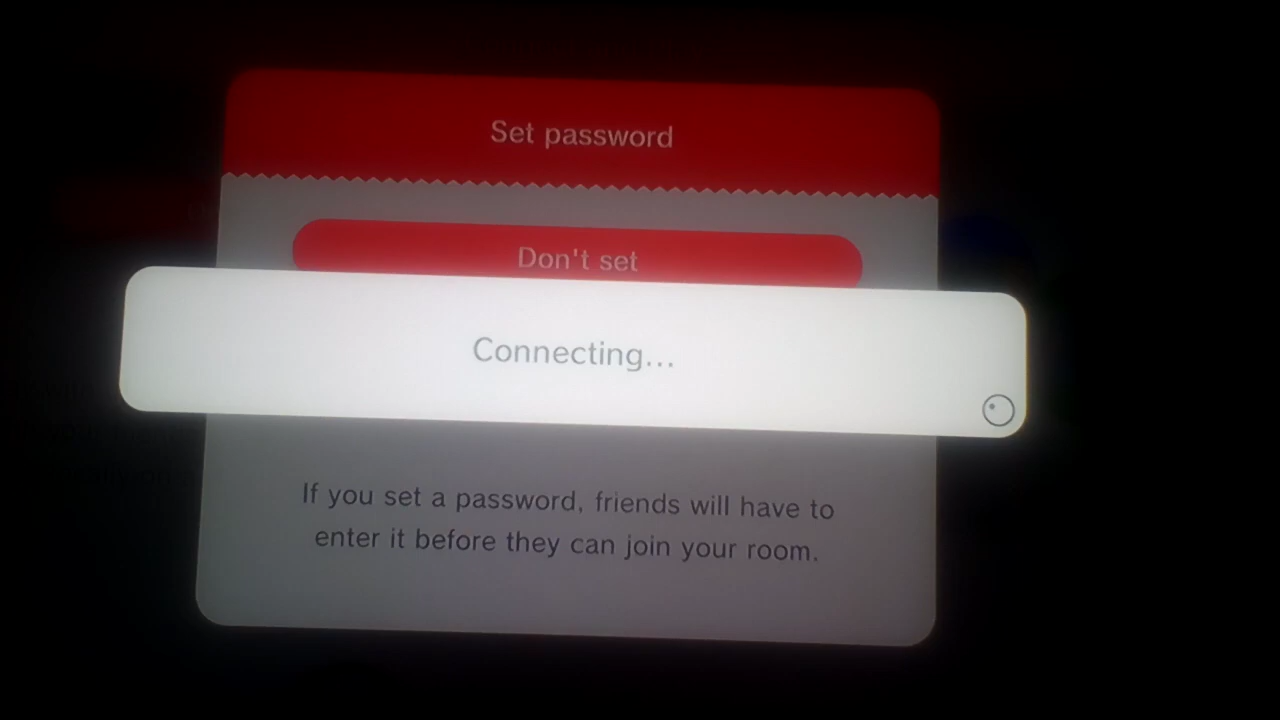 Set password
Don't set
Connecting...
If you set a password, friends will have to
enter it before they can join your room.